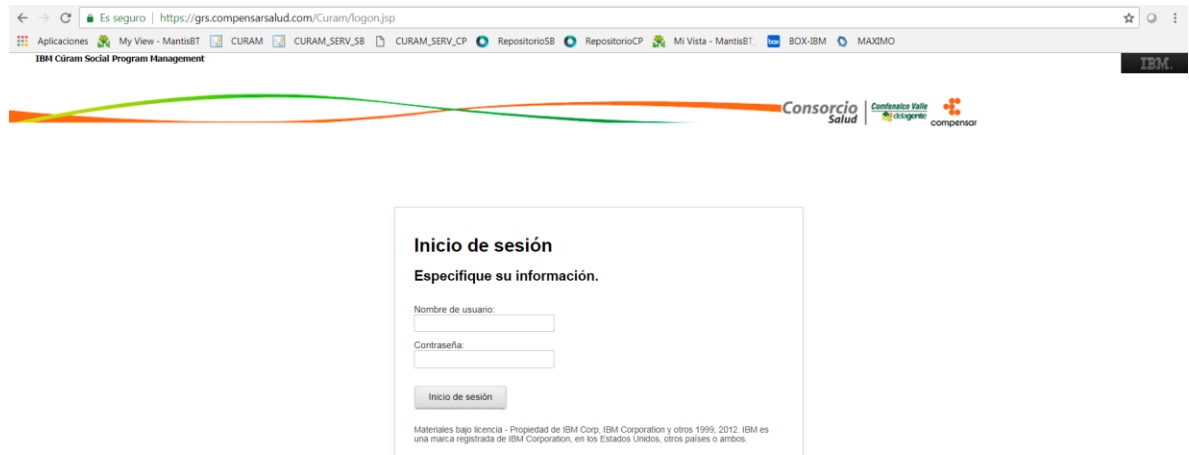 Es seguro | https://grs.compensarsalud.com/Curam/logon.jsp
Aplicaciones My View - MantisBT CURAM CURAM_SERV_SB CURAM_SERV_CP RepositorioSB RepositorioCP Mi Vista - MantisBT_ box BOX-IBM MAXIMO
IBM Cúram Social Program Management
IBM.
Consorcio
Salud
Comfenalco Valle
delagente
compensar
Inicio de sesión
Especifique su información.
Nombre de usuario:
Contraseña:
Inicio de sesión
Materiales bajo licencia - Propiedad de IBM Corp, IBM Corporation y otros 1999, 2012. IBM es
una marca registrada de IBM Corporation, en los Estados Unidos, otros países o ambos.